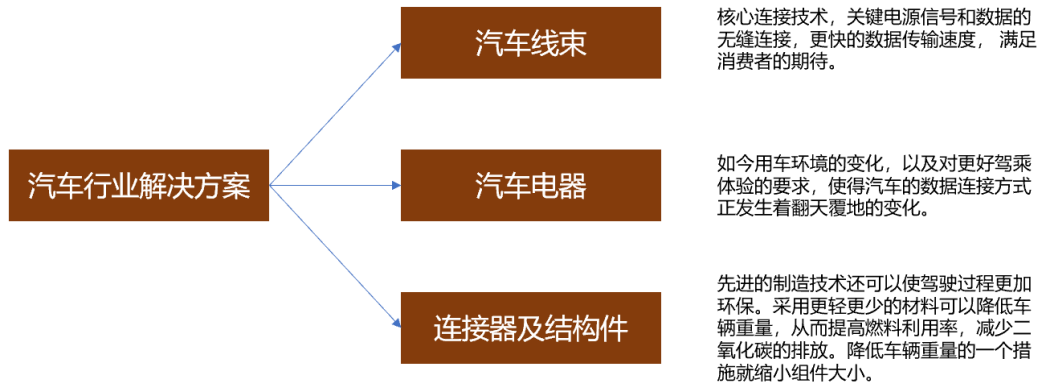 汽车行业解决方案
汽车线束
核心连接技术，关键电源信号和数据的
无缝连接，更快的数据传输速度， 满足
消费者的期待。
汽车电器
如今用车环境的变化，以及对更好驾乘
体验的要求，使得汽车的数据连接方式
正发生着翻天覆地的变化。
连接器及结构件
先进的制造技术还可以使驾驶过程更加
环保。采用更轻更少的材料可以降低车
辆重量，从而提高燃料利用率，减少二
氧化碳的排放。降低车辆重量的一个措
施就缩小组件大小。